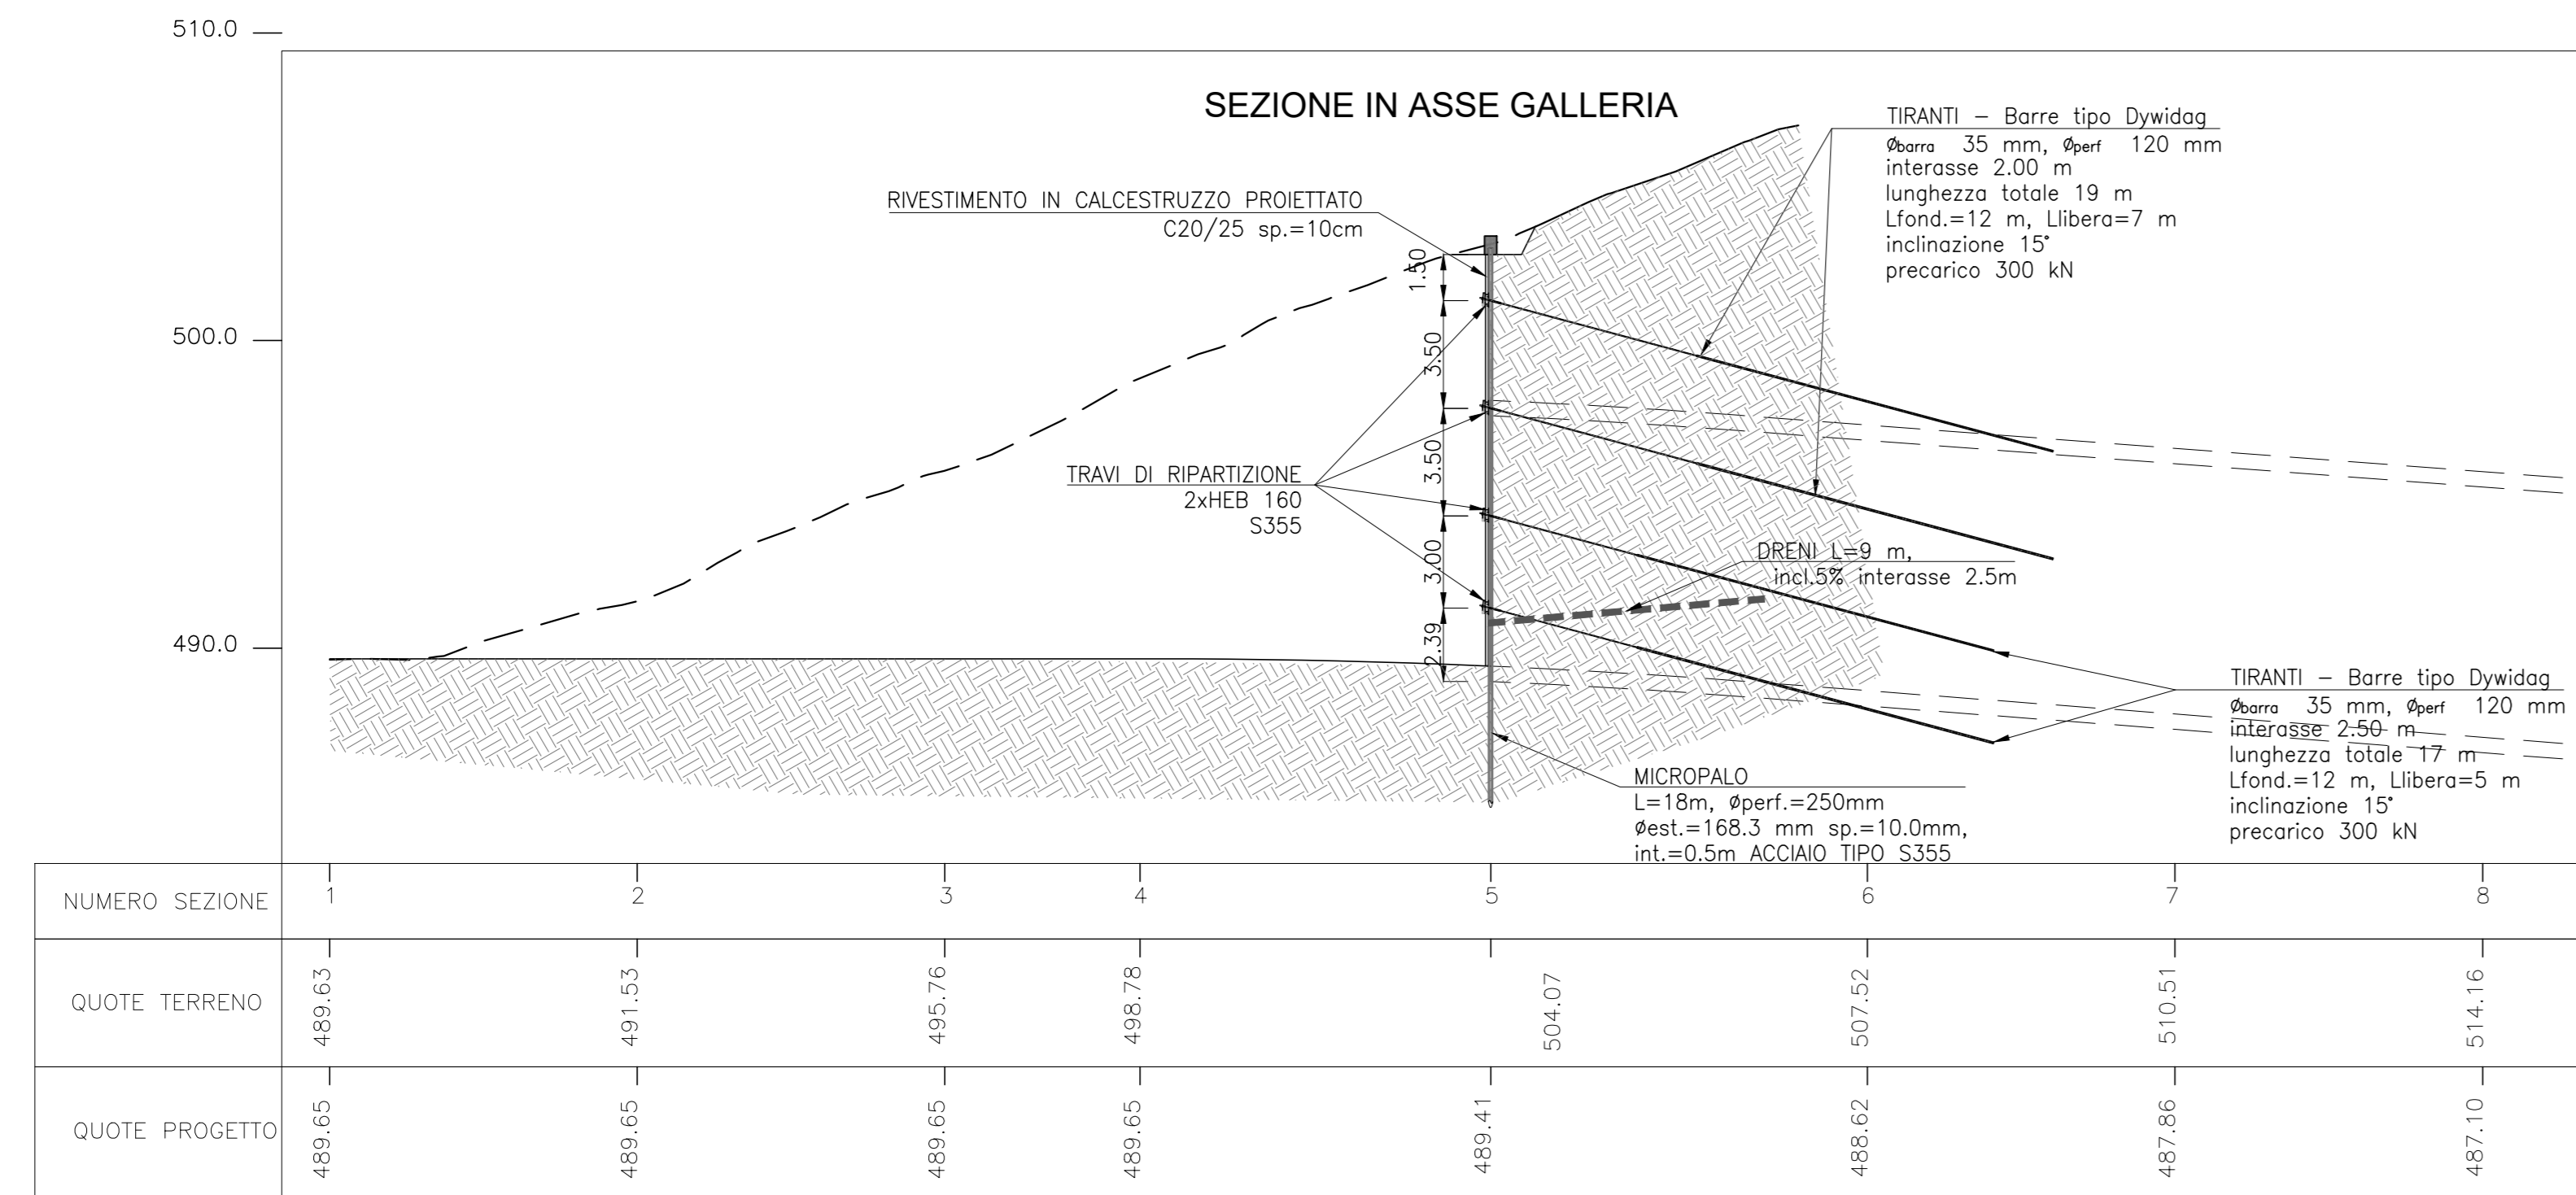 510.0
SEZIONE IN ASSE GALLERIA
TIRANTI – Barre tipo Dywidag
Øbarra 35 mm, Øperf 120 mm
interasse 2.00 m
lunghezza totale 19 m
Lfond.=12 m, Llibera=7 m
inclinazione 15°
precarico 300 kN
RIVESTIMENTO IN CALCESTRUZZO PROIETTATO
C20/25 sp.=10cm
1.50
500.0
3.50
3.50
TRAVI DI RIPARTIZIONE
2xHEB 160
S355
3.00
DRENI L=9 m,
incl.5% interasse 2.5m
490.0
2.39
TIRANTI – Barre tipo Dywidag
Øbarra 35 mm, Øperf 120 mm
interasse 2.50 m
lunghezza totale 17 m
Lfond.=12 m, Llibera=5 m
inclinazione 15°
precarico 300 kN
MICROPALO
L=18m, Øperf.=250mm
Øest.=168.3 mm sp.=10.0mm,
int.=0.5m ACCIAIO TIPO S355
NUMERO SEZIONE 1 2 3 4 5 6 7 8
QUOTE TERRENO 489.63 491.53 495.76 498.78 504.07 507.52 510.51 514.16
QUOTE PROGETTO 489.65 489.65 489.65 489.65 489.41 488.62 487.86 487.10